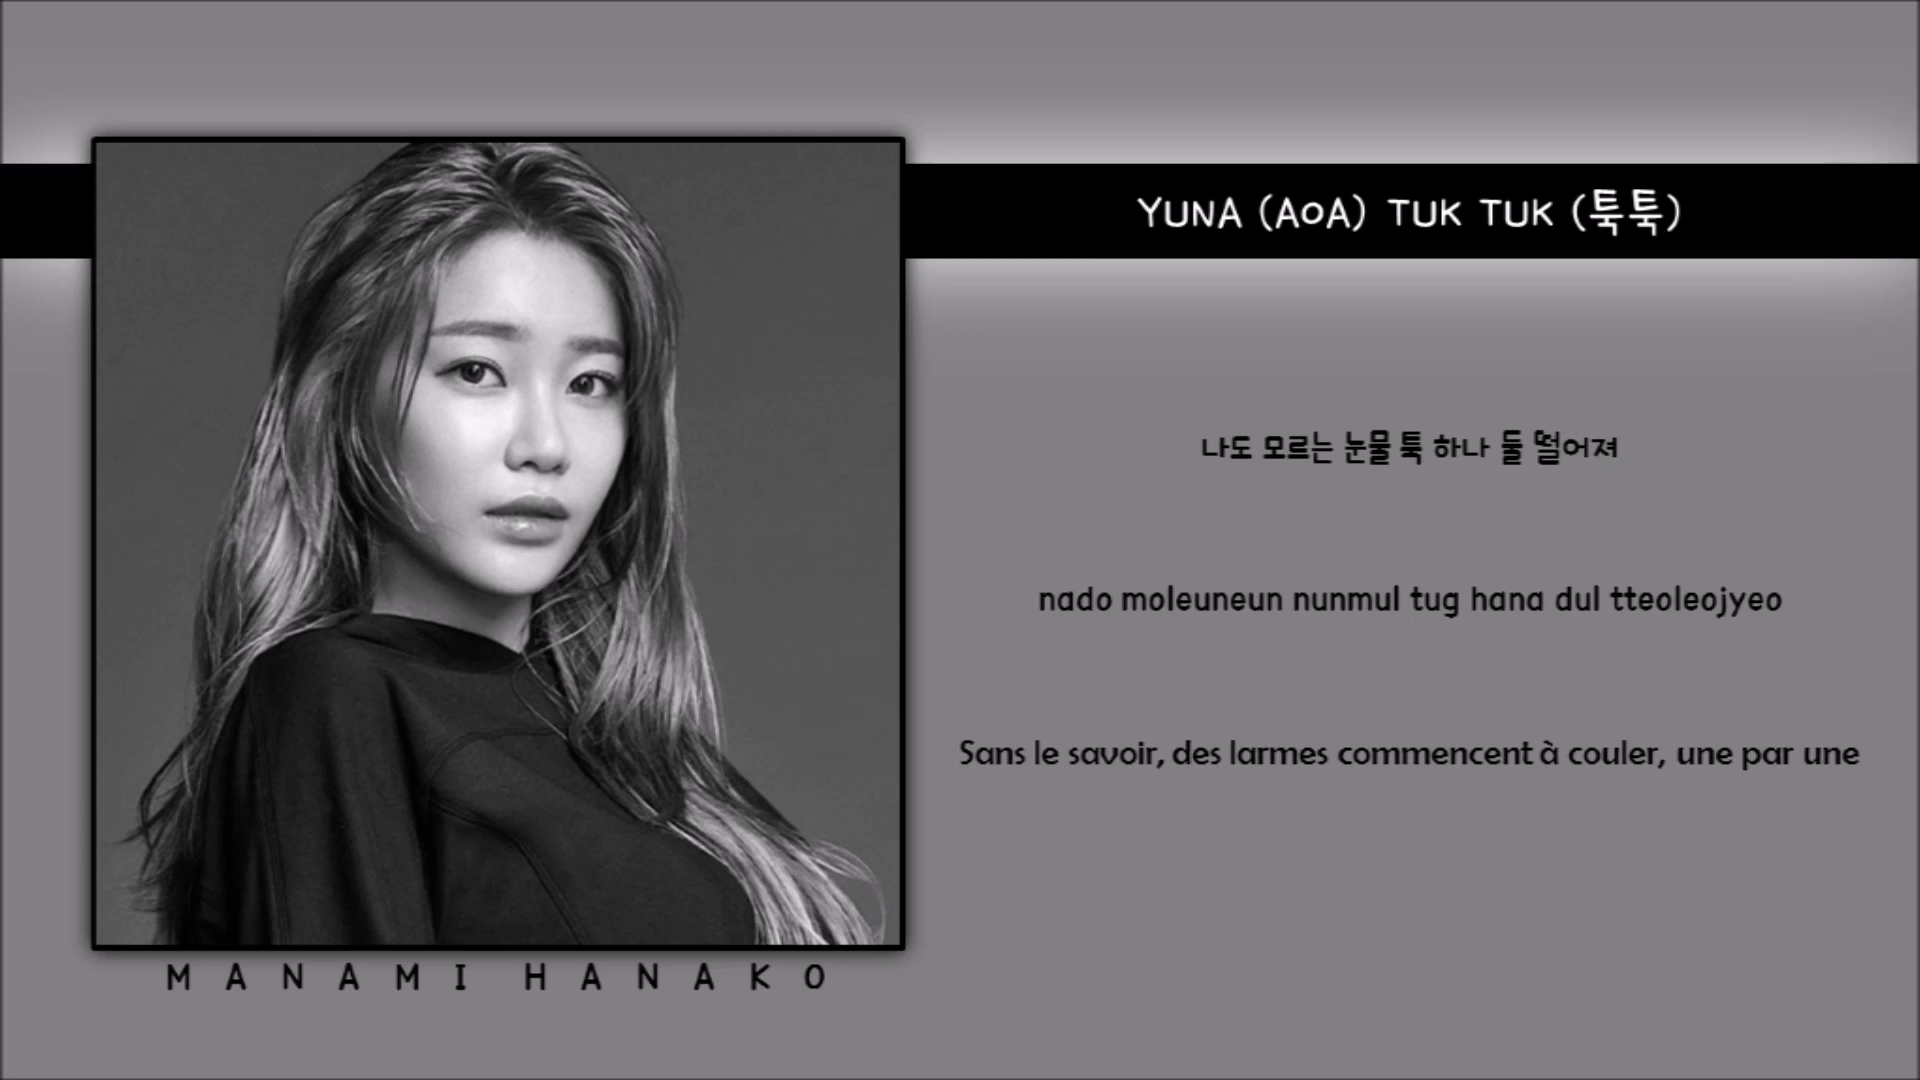 YUNA (AOA) TUK TUK (툭툭)
나도 모르는 눈물 툭 하나 둘 떨어져
nado moleuneun nunmul tug hana dul tteoleojyeo
Sans le savoir, des larmes commencent à couler, une par une
MANAMI HANAKO